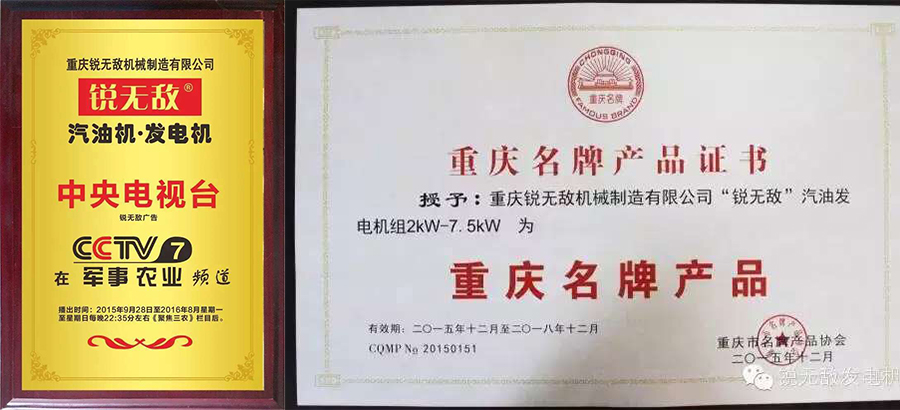 重庆锐无敌机械制造有限公司
锐无敌®
汽油机·发电机
中央电视台
锐无敌广告
CCTV 7
在 军事 农业 频道
播出时间：2015年9月28日至2016年8月星期一
至星期日每晚22:35分左右《聚焦三农》栏目后。
CHONGQING
重庆名牌
FAMOUS BRAND
重庆名牌产品证书
授予：重庆锐无敌机械制造有限公司“锐无敌”汽油发
电机组2kW-7.5kW 为
重庆名牌产品
有效期：二〇一五年十二月至二〇一八年十二月
CQMP No 20150151
重庆市名牌产品协会
二〇一五年十二月
锐无敌发电机